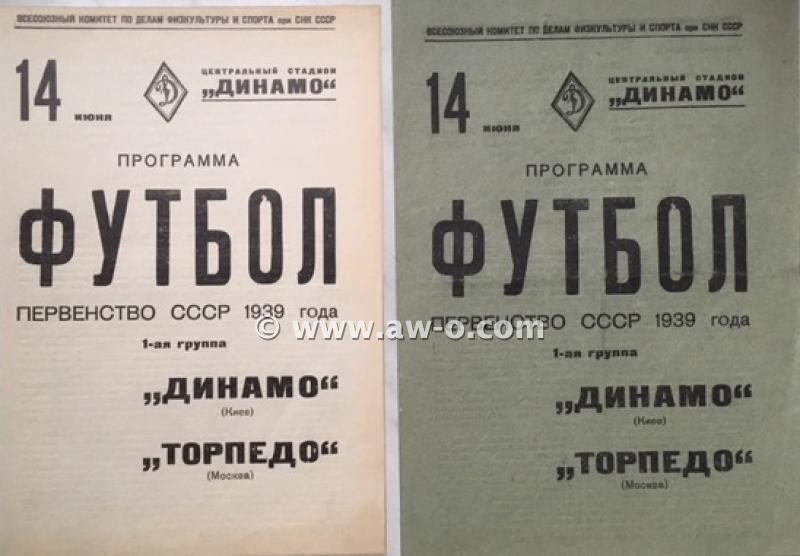 ВСЕСОЮЗНЫЙ КОМИТЕТ ПО ДЕЛАМ ФИЗКУЛЬТУРЫ И СПОРТА при СНК СССР
14 июня
Д
ЦЕНТРАЛЬНЫЙ СТАДИОН
„ДИНАМО“
ПРОГРАММА
ФУТБОЛ
ПЕРВЕНСТВО СССР 1939 года
1-ая группа
„ДИНАМО“
(Киев)
„ТОРПЕДО“
(Москва)
ВСЕСОЮЗНЫЙ КОМИТЕТ ПО ДЕЛАМ ФИЗКУЛЬТУРЫ И СПОРТА при СНК СССР
14 июня
Д
ЦЕНТРАЛЬНЫЙ СТАДИОН
„ДИНАМО“
ПРОГРАММА
ФУТБОЛ
ПЕРВЕНСТВО СССР 1939 года
1-ая группа
„ДИНАМО“
(Киев)
„ТОРПЕДО“
(Москва)
© www.aw-o.com